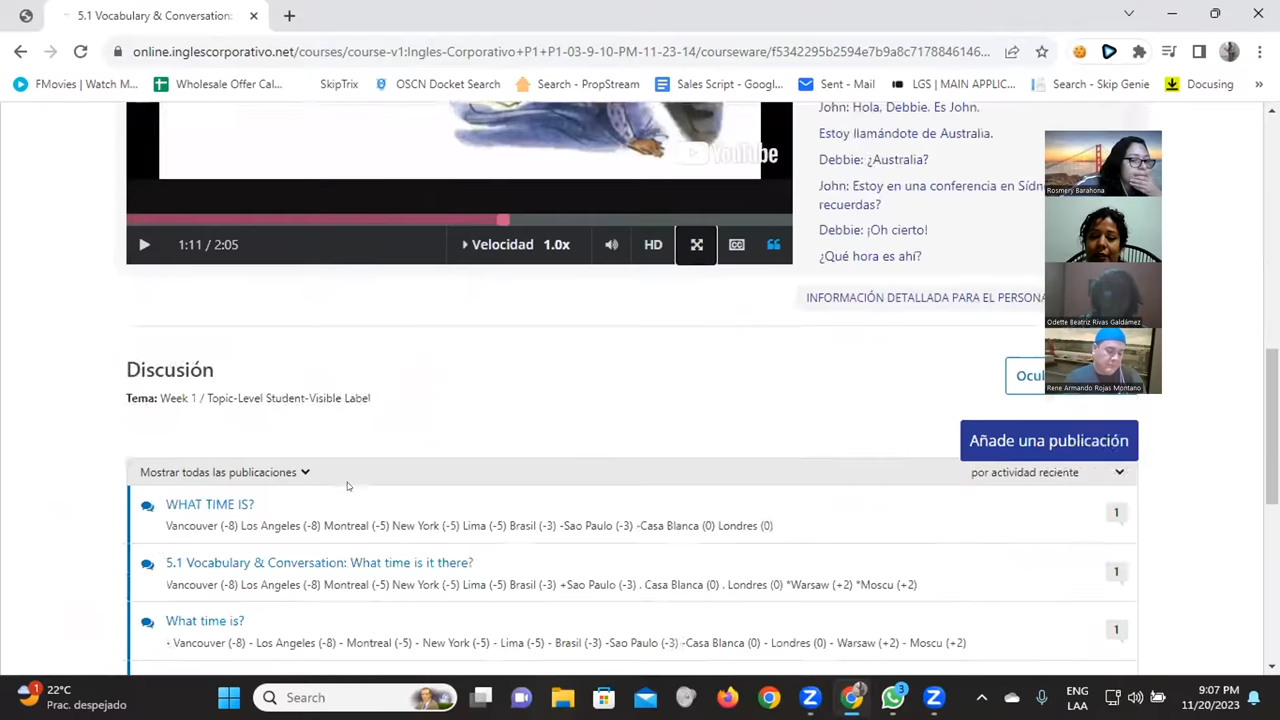 5.1 Vocabulary & Conversation:
online.inglescorporativo.net/courses/course-v1:Ingles-Corporativo+P1+P1-03-9-10-PM-11-23-14/courseware/f5342295b2594e7b9a8c7178846146...
FMovies | Watch M... Wholesale Offer Cal... SkipTrix OSCN Docket Search Search - PropStream Sales Script - Googl... Sent - Mail LGS | MAIN APPLIC... Search - Skip Genie Docusing »
John: Hola, Debbie. Es John.
Estoy llamándote de Australia.
Debbie: ¿Australia?
John: Estoy en una conferencia en Sídn
recuerdas?
Debbie: ¡Oh cierto!
¿Qué hora es ahí?
YouTube
1:11 / 2:05 Velocidad 1.0x HD CC
INFORMACIÓN DETALLADA PARA EL PERSONA
Rosmery Barahona
Odette Beatriz Rivas Galdámez
Rene Armando Rojas Montano
Discusión
Ocul
Tema: Week 1 / Topic-Level Student-Visible Label
Añade una publicación
Mostrar todas las publicaciones por actividad reciente
WHAT TIME IS?
Vancouver (-8) Los Angeles (-8) Montreal (-5) New York (-5) Lima (-5) Brasil (-3) -Sao Paulo (-3) -Casa Blanca (0) Londres (0)
1
5.1 Vocabulary & Conversation: What time is it there?
Vancouver (-8) Los Angeles (-8) Montreal (-5) New York (-5) Lima (-5) Brasil (-3) +Sao Paulo (-3) . Casa Blanca (0) . Londres (0) *Warsaw (+2) *Moscu (+2)
1
What time is?
· Vancouver (-8) - Los Angeles (-8) - Montreal (-5) - New York (-5) - Lima (-5) - Brasil (-3) -Sao Paulo (-3) -Casa Blanca (0) - Londres (0) - Warsaw (+2) - Moscu (+2)
1
1
22°C
Prac. despejado
Search
3
ENG
LAA
9:07 PM
11/20/2023